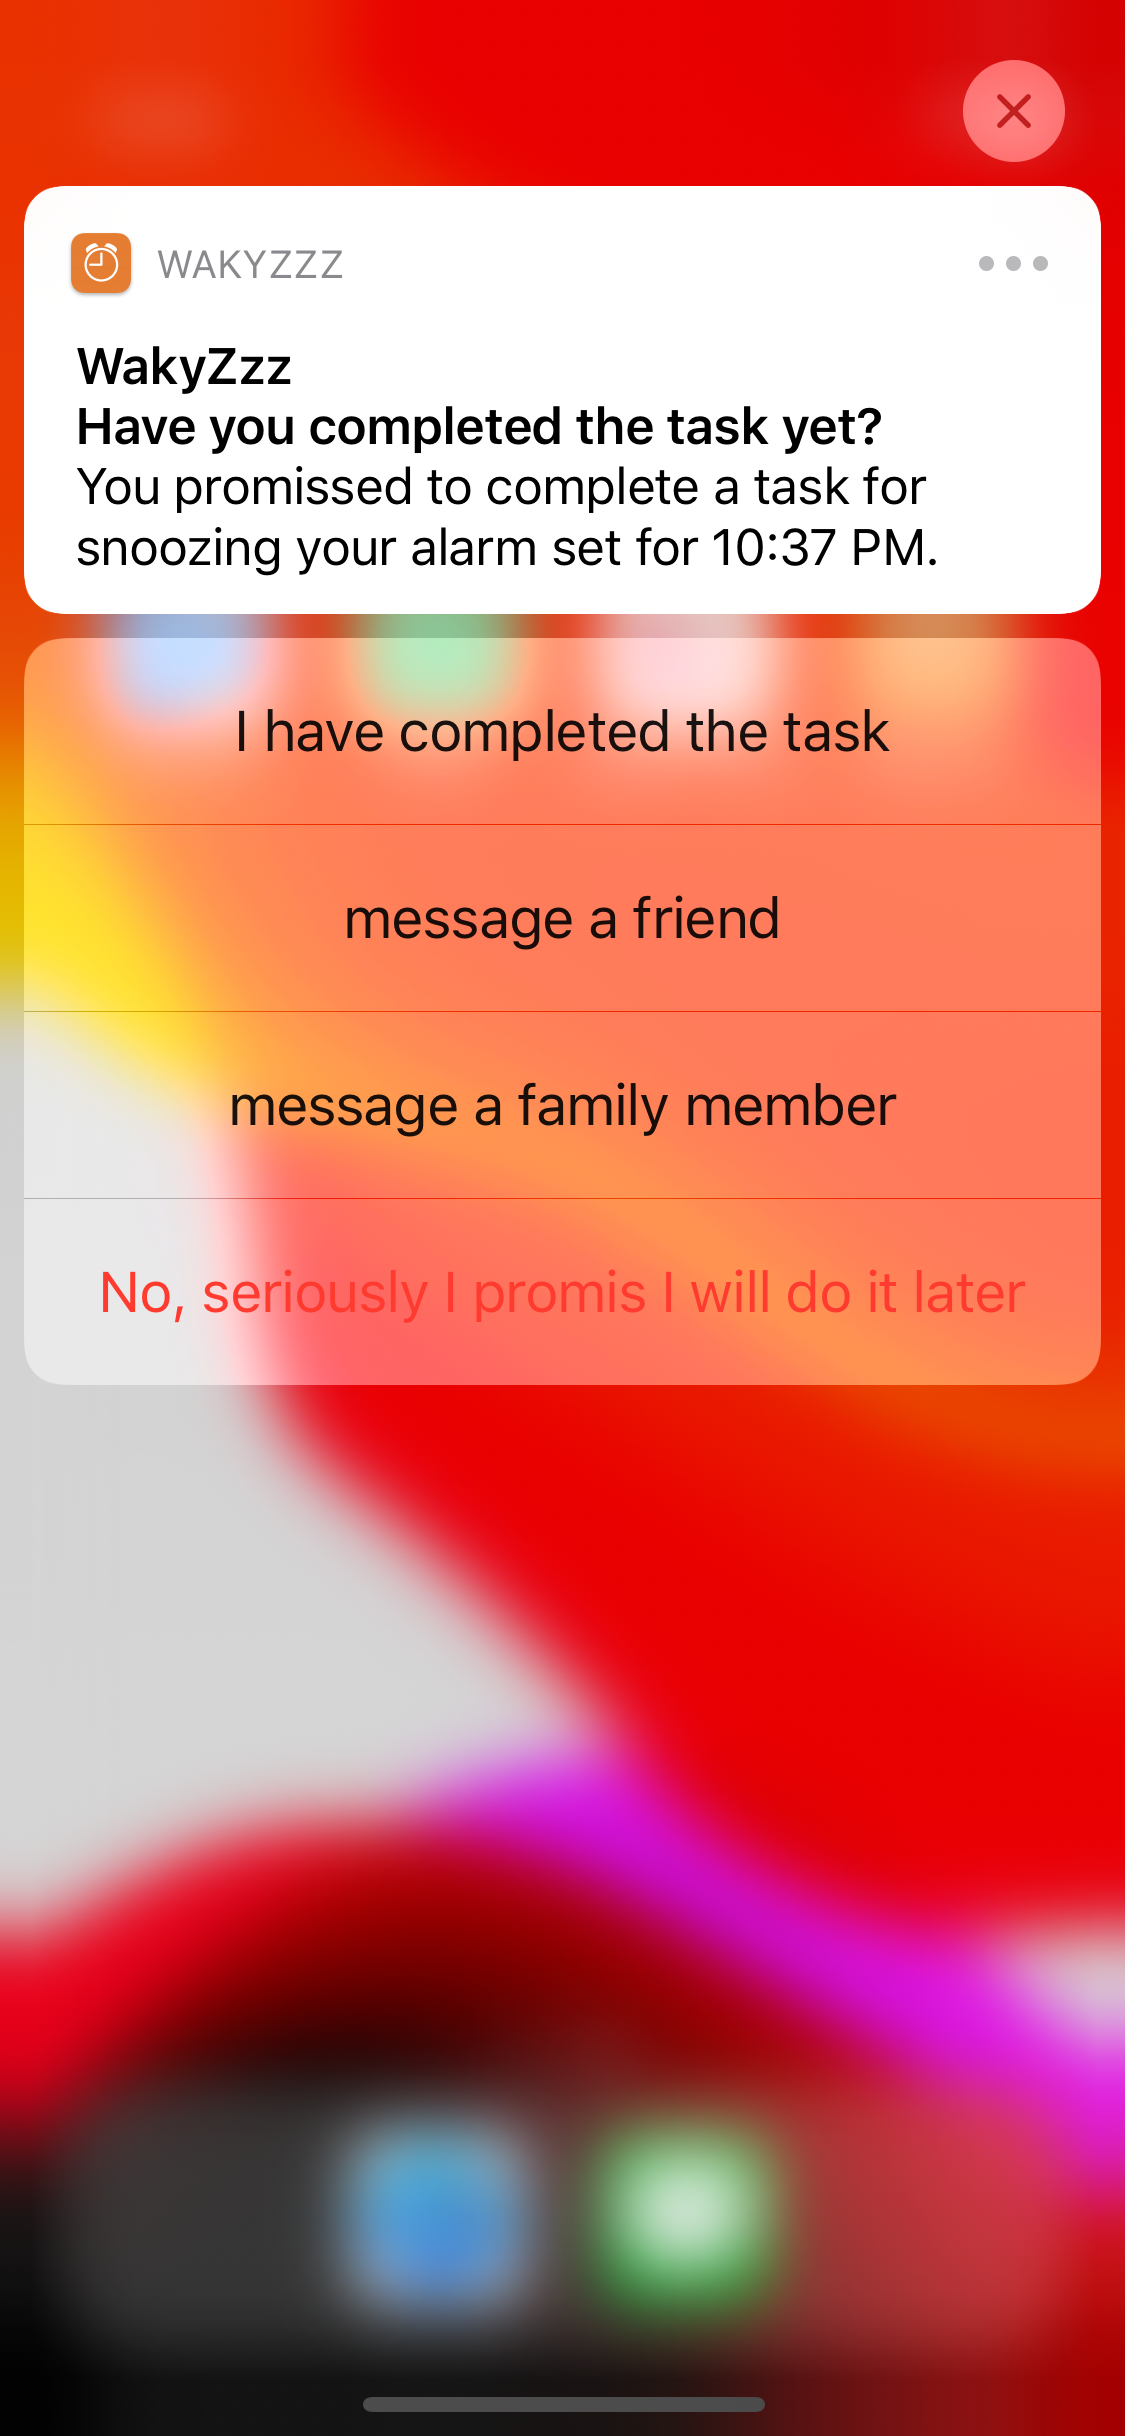 WAKYZZZ
WakyZzz
Have you completed the task yet?
You promissed to complete a task for
snoozing your alarm set for 10:37 PM.
I have completed the task
message a friend
message a family member
No, seriously I promis I will do it later